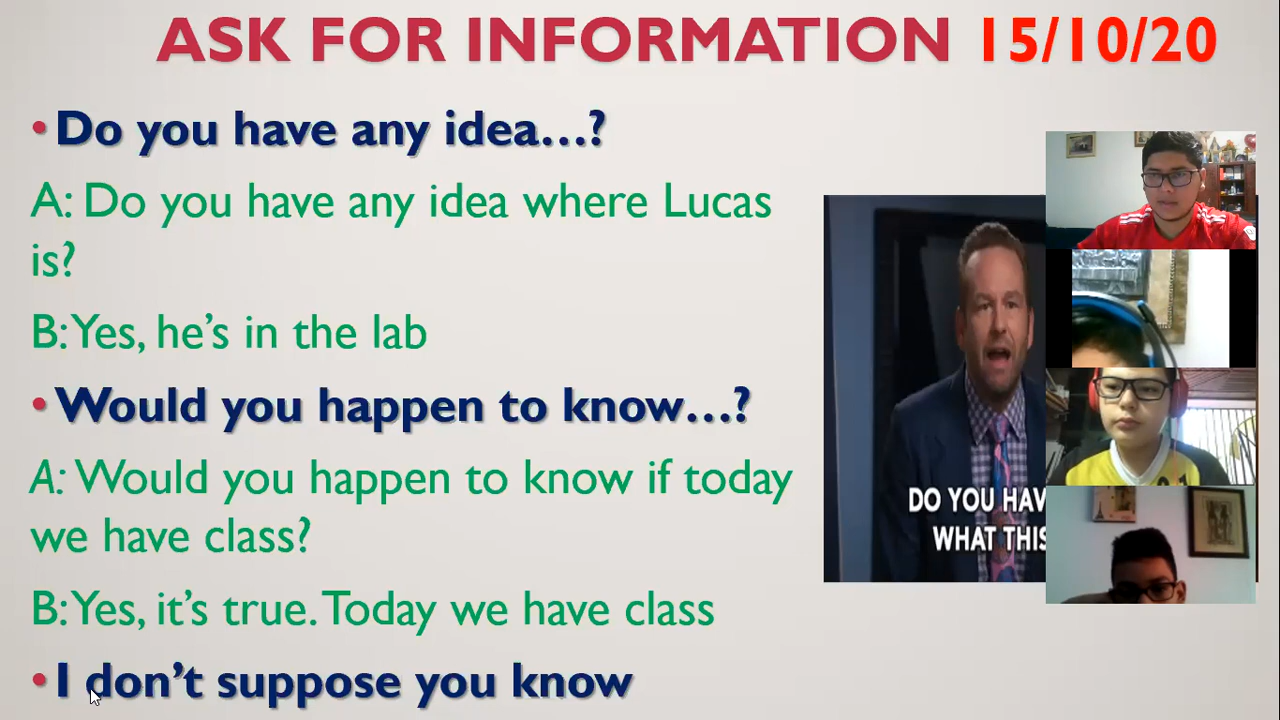 ASK FOR INFORMATION 15/10/20
• Do you have any idea…?
A: Do you have any idea where Lucas
is?
B: Yes, he’s in the lab
• Would you happen to know…?
A: Would you happen to know if today
we have class?
B: Yes, it’s true. Today we have class
• I don’t suppose you know
DO YOU HAV
WHAT THIS